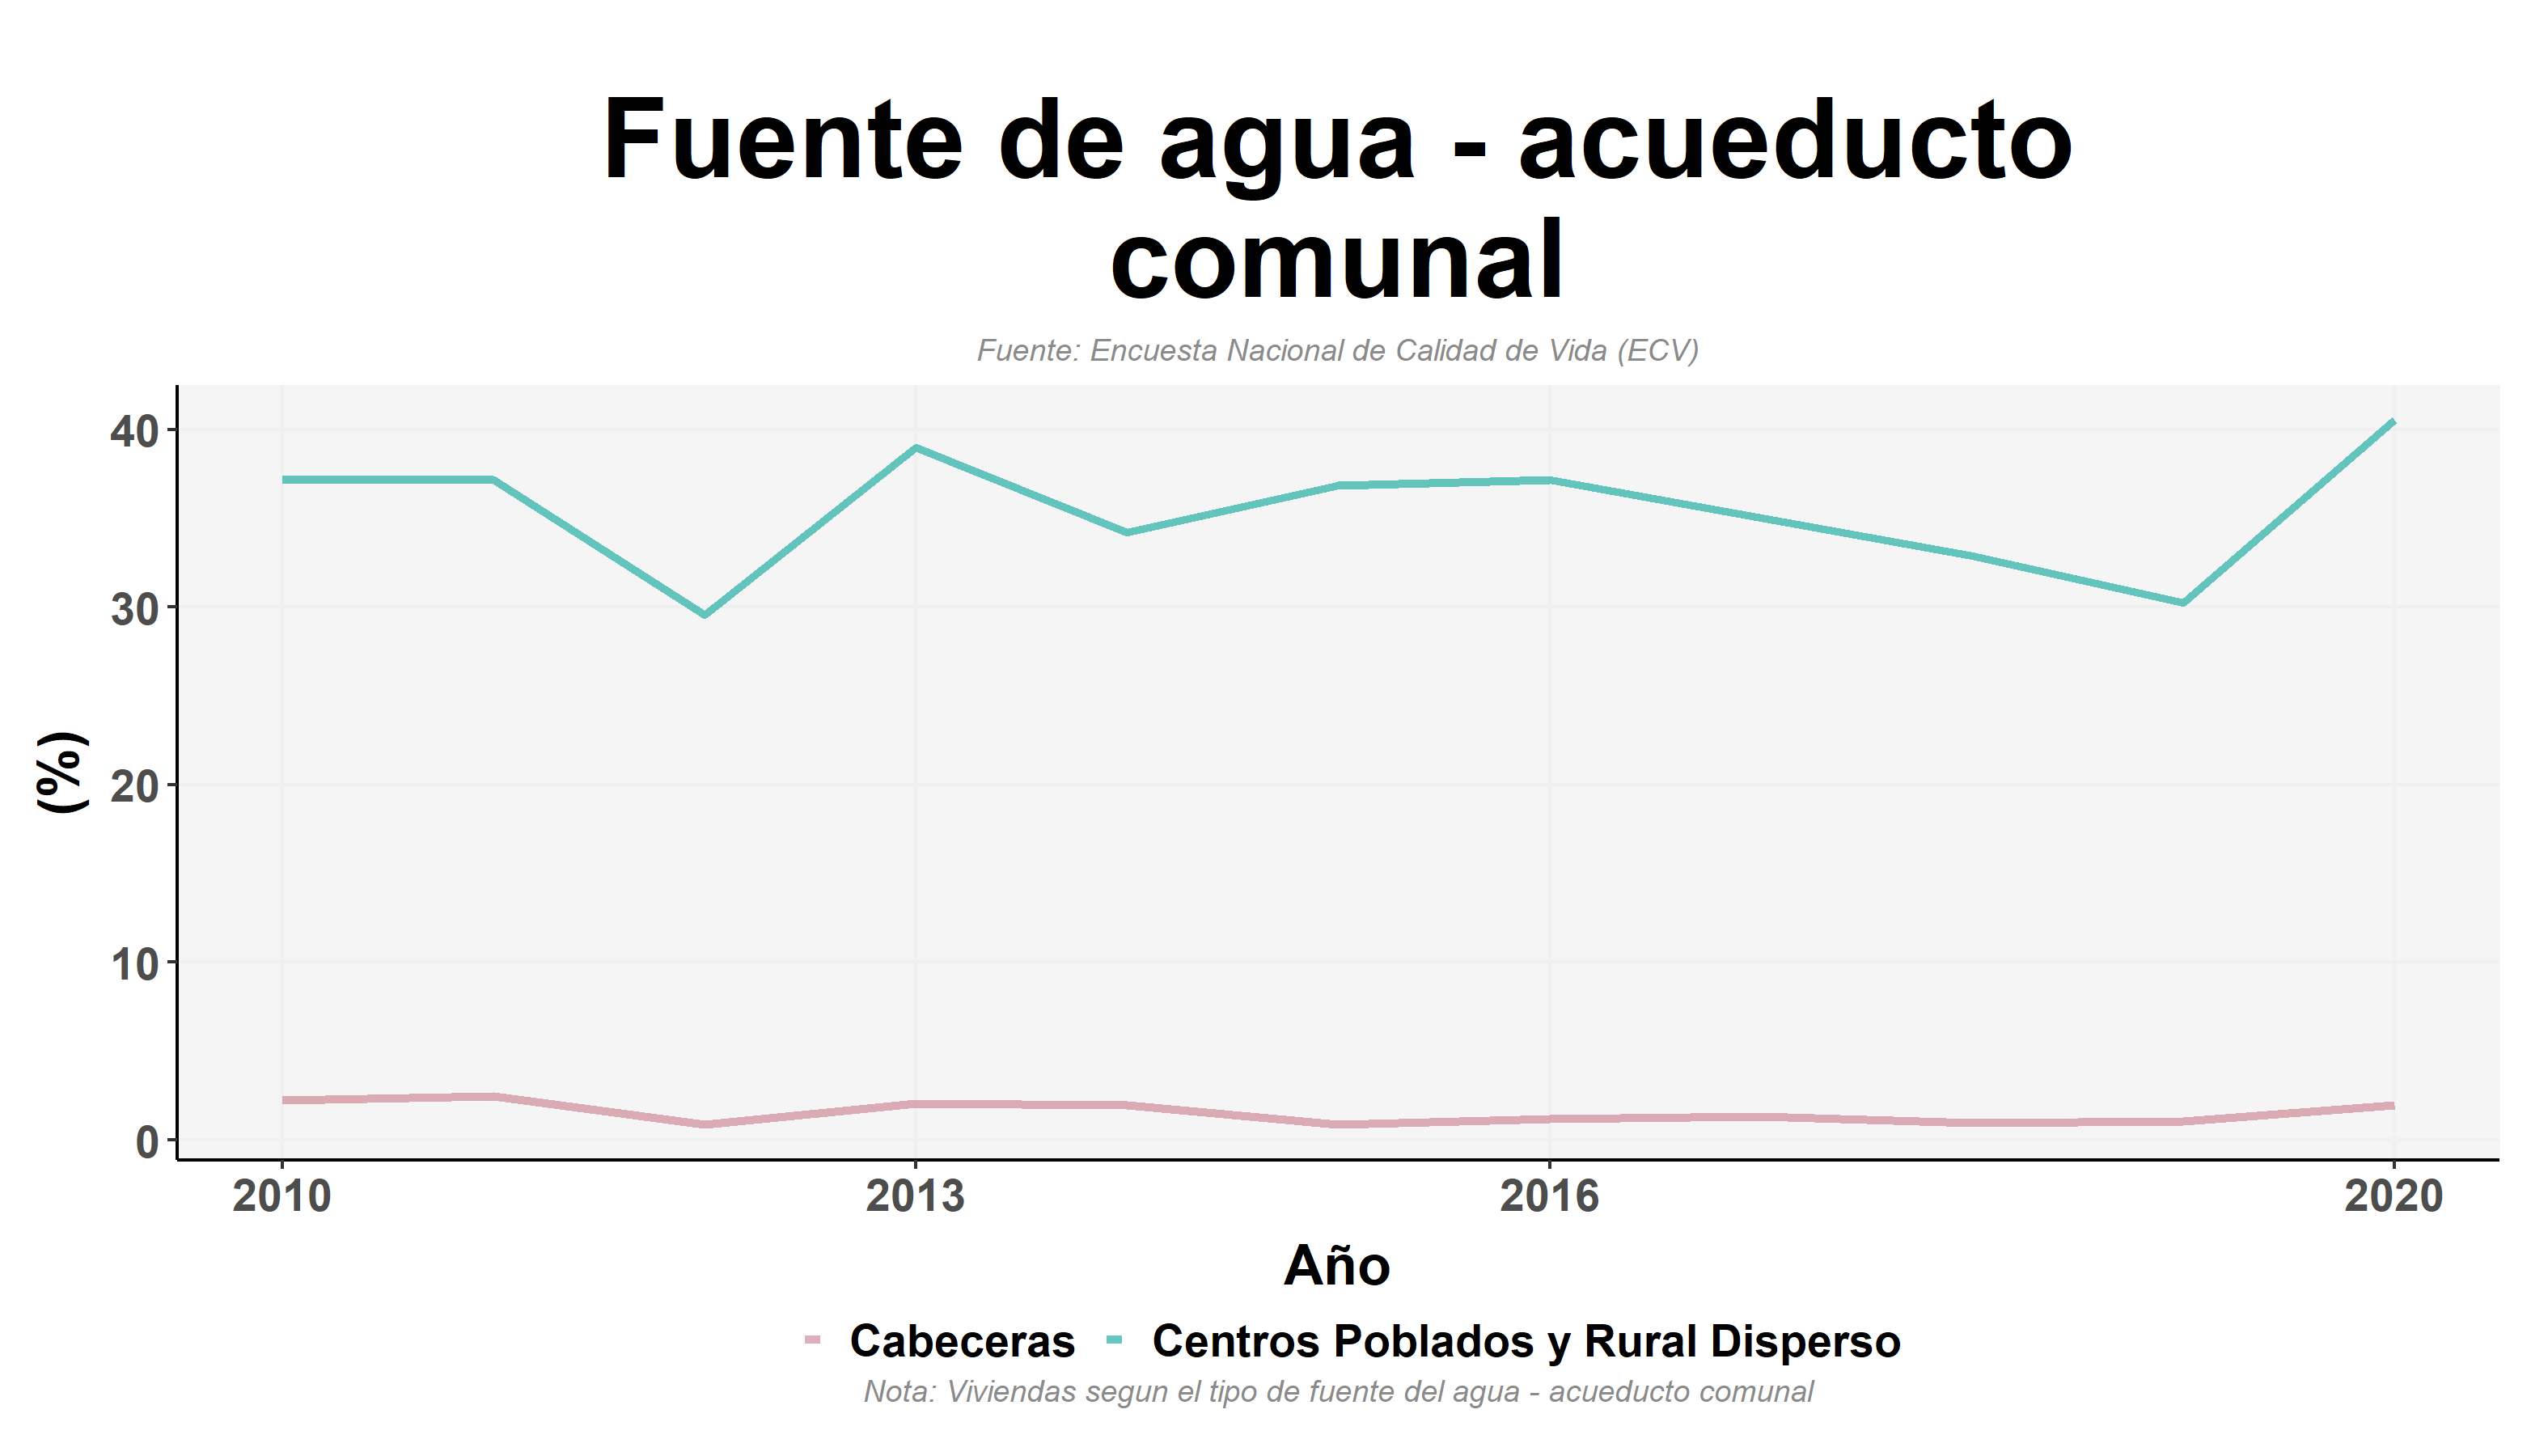 Fuente de agua - acueducto
comunal
Fuente: Encuesta Nacional de Calidad de Vida (ECV)
40
30
20
10
0
(%)
2010 2013 2016 2020
Año
Cabeceras Centros Poblados y Rural Disperso
Nota: Viviendas segun el tipo de fuente del agua - acueducto comunal